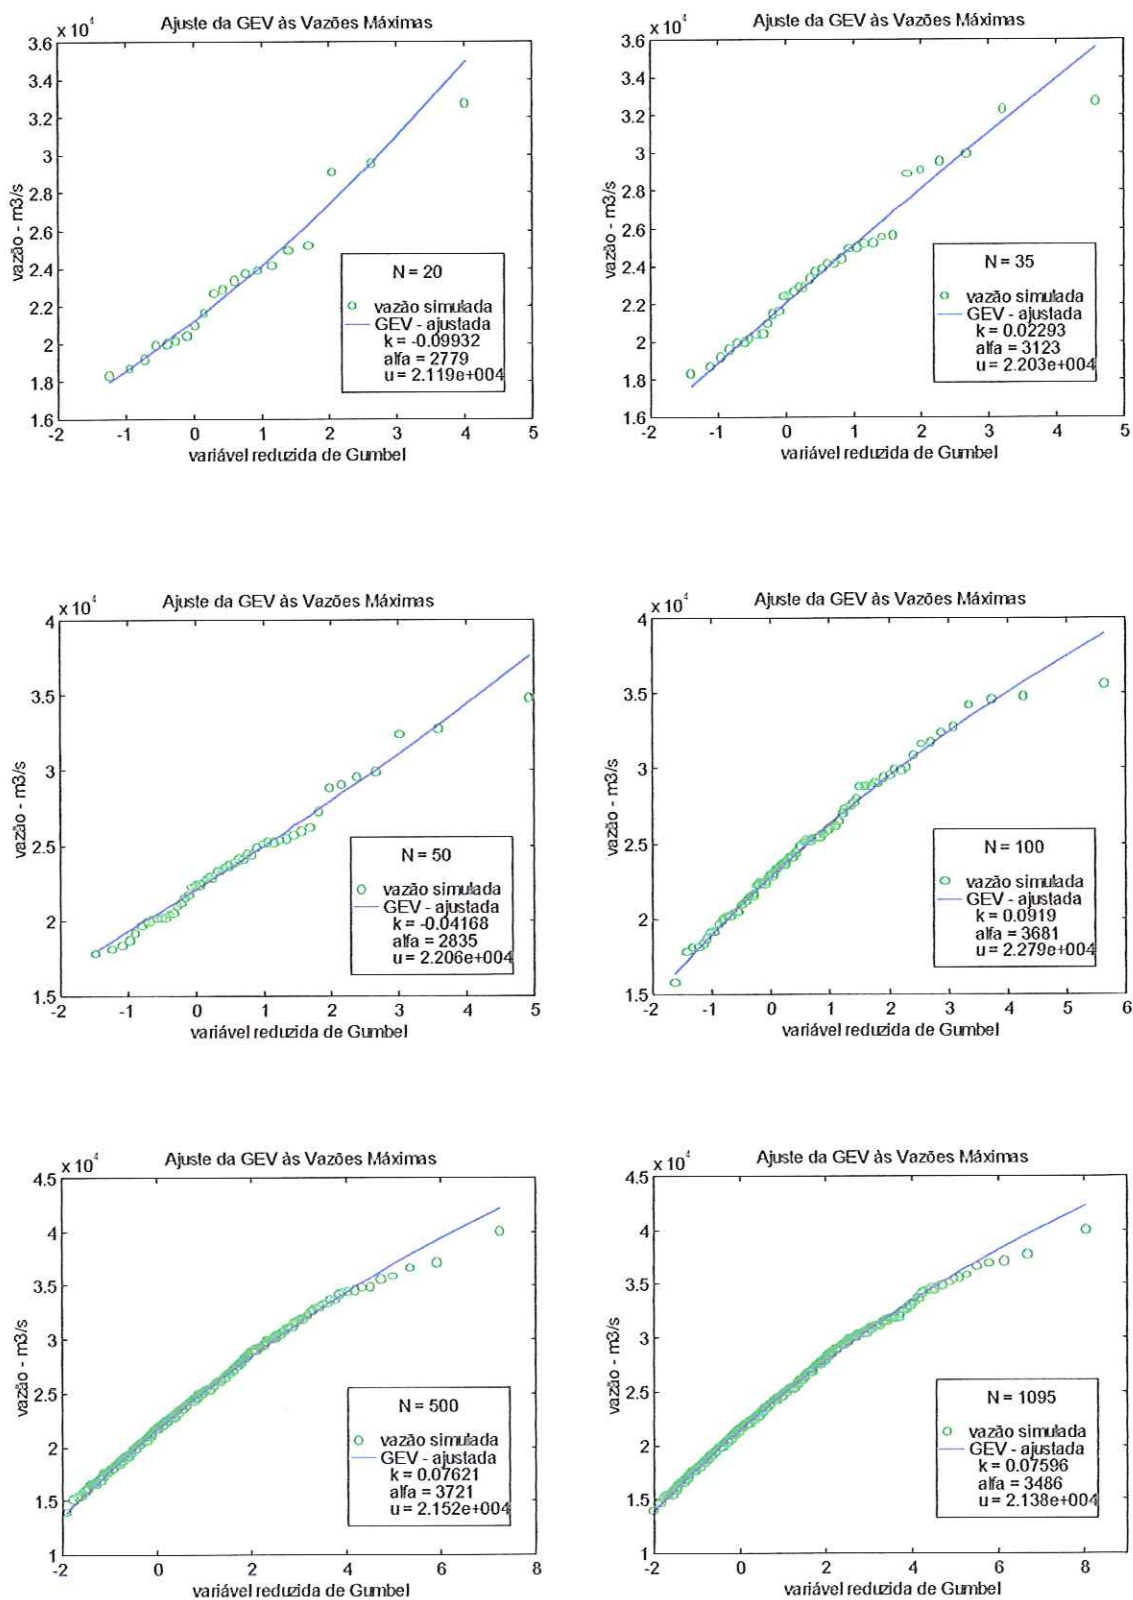 Ajuste da GEV às Vazões Máximas
x 10^4
3.6
3.4
3.2
3
2.8
2.6
2.4
2.2
2
1.8
1.6
vazão - m3/s
N = 20
vazão simulada
GEV - ajustada
k = -0.09932
alfa = 2779
u = 2.119e+004
-2 -1 0 1 2 3 4 5
variável reduzida de Gumbel
Ajuste da GEV às Vazões Máximas
x 10^4
3.6
3.4
3.2
3
2.8
2.6
2.4
2.2
2
1.8
1.6
vazão - m3/s
N = 35
vazão simulada
GEV - ajustada
k = 0.02293
alfa = 3123
u = 2.203e+004
-2 -1 0 1 2 3 4 5
variável reduzida de Gumbel
Ajuste da GEV às Vazões Máximas
x 10^4
4
3.5
3
2.5
2
1.5
vazão - m3/s
N = 50
vazão simulada
GEV - ajustada
k = -0.04168
alfa = 2835
u = 2.206e+004
-2 -1 0 1 2 3 4 5
variável reduzida de Gumbel
Ajuste da GEV às Vazões Máximas
x 10^4
4
3.5
3
2.5
2
1.5
vazão - m3/s
N = 100
vazão simulada
GEV - ajustada
k = 0.0919
alfa = 3681
u = 2.279e+004
-2 -1 0 1 2 3 4 5 6
variável reduzida de Gumbel
Ajuste da GEV às Vazões Máximas
x 10^4
4.5
4
3.5
3
2.5
2
1.5
1
vazão - m3/s
N = 500
vazão simulada
GEV - ajustada
k = 0.07621
alfa = 3721
u = 2.152e+004
-2 0 2 4 6 8
variável reduzida de Gumbel
Ajuste da GEV às Vazões Máximas
x 10^4
4.5
4
3.5
3
2.5
2
1.5
1
vazão - m3/s
N = 1095
vazão simulada
GEV - ajustada
k = 0.07596
alfa = 3486
u = 2.138e+004
-2 0 2 4 6 8
variável reduzida de Gumbel